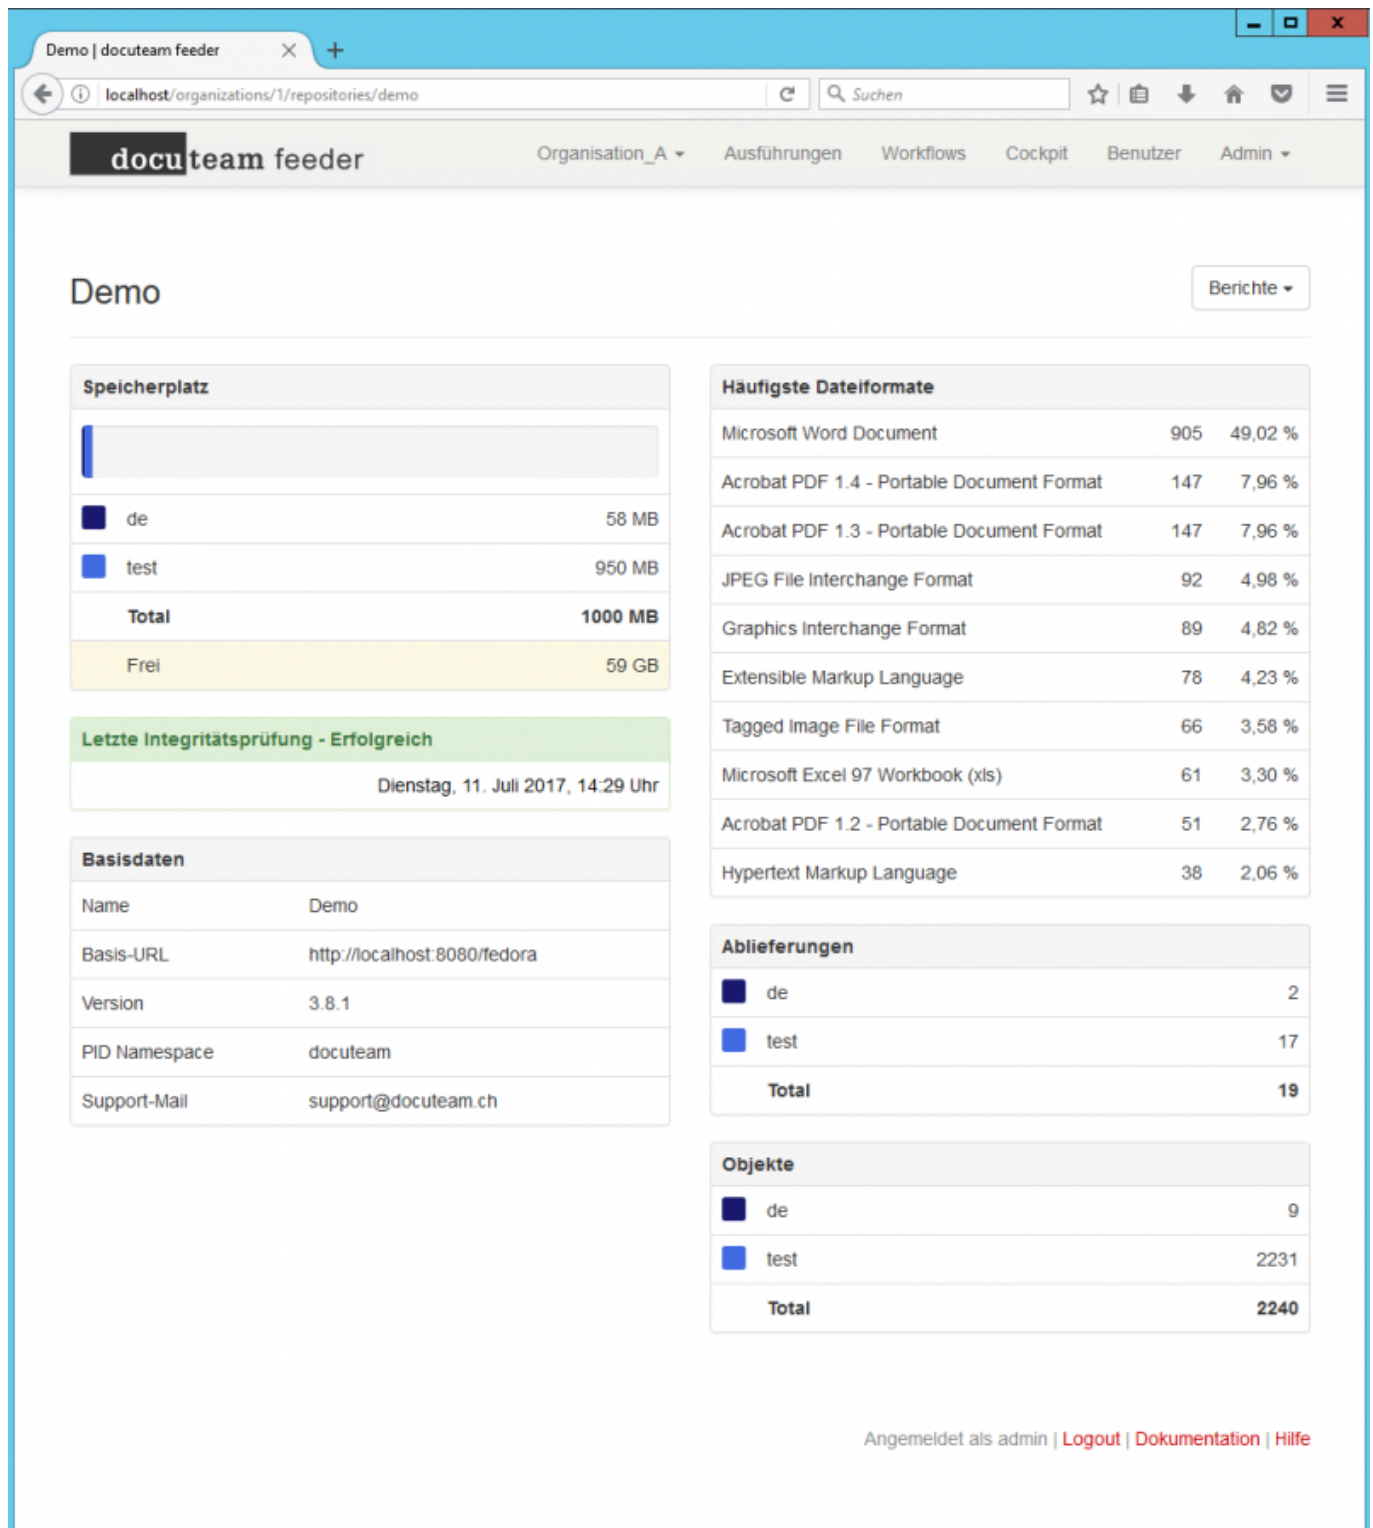 Demo | docuteam feeder
localhost/organizations/1/repositories/demo
Suchen
docuteam feeder
Organisation_A Ausführungen Workflows Cockpit Benutzer Admin
Demo
Berichte
Speicherplatz
de 58 MB
test 950 MB
Total 1000 MB
Frei 59 GB
Letzte Integritätsprüfung - Erfolgreich
Dienstag, 11. Juli 2017, 14:29 Uhr
Basisdaten
Name Demo
Basis-URL http://localhost:8080/fedora
Version 3.8.1
PID Namespace docuteam
Support-Mail support@docuteam.ch
Häufigste Dateiformate
Microsoft Word Document 905 49,02 %
Acrobat PDF 1.4 - Portable Document Format 147 7,96 %
Acrobat PDF 1.3 - Portable Document Format 147 7,96 %
JPEG File Interchange Format 92 4,98 %
Graphics Interchange Format 89 4,82 %
Extensible Markup Language 78 4,23 %
Tagged Image File Format 66 3,58 %
Microsoft Excel 97 Workbook (xls) 61 3,30 %
Acrobat PDF 1.2 - Portable Document Format 51 2,76 %
Hypertext Markup Language 38 2,06 %
Ablieferungen
de 2
test 17
Total 19
Objekte
de 9
test 2231
Total 2240
Angemeldet als admin | Logout | Dokumentation | Hilfe